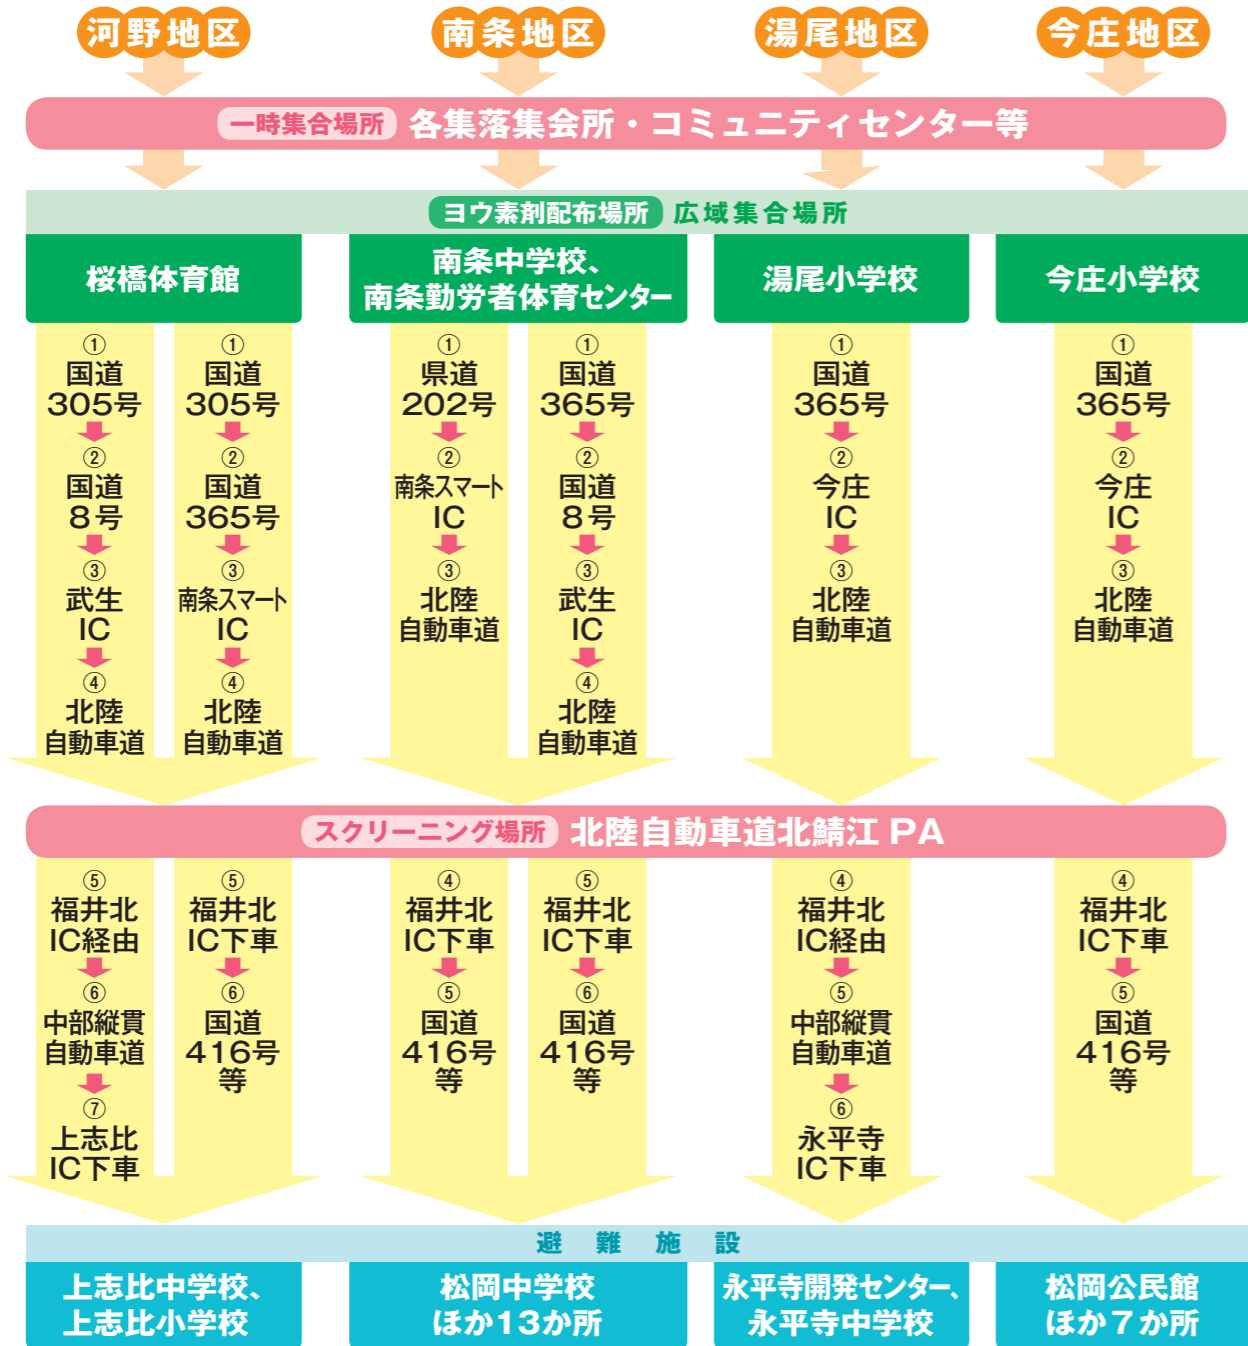 河野地区
南条地区
湯尾地区
今庄地区
一時集合場所 各集落集会所・コミュニティセンター等
ヨウ素剤配布場所 広域集合場所
桜橋体育館
南条中学校、
南条勤労者体育センター
湯尾小学校
今庄小学校
①
国道
305号
②
国道
8号
③
武生
IC
④
北陸
自動車道
①
国道
305号
②
国道
365号
③
南条スマート
IC
④
北陸
自動車道
①
県道
202号
②
南条スマート
IC
③
北陸
自動車道
①
国道
365号
②
国道
8号
③
武生
IC
④
北陸
自動車道
①
国道
365号
②
今庄
IC
③
北陸
自動車道
①
国道
365号
②
今庄
IC
③
北陸
自動車道
スクリーニング場所 北陸自動車道北鯖江 PA
⑤
福井北
IC経由
⑥
中部縦貫
自動車道
⑦
上志比
IC下車
⑤
福井北
IC下車
⑥
国道
416号
等
④
福井北
IC下車
⑤
国道
416号
等
⑤
福井北
IC下車
⑥
国道
416号
等
④
福井北
IC経由
⑤
中部縦貫
自動車道
⑥
永平寺
IC下車
④
福井北
IC下車
⑤
国道
416号
等
避難施設
上志比中学校、
上志比小学校
松岡中学校
ほか13か所
永平寺開発センター、
永平寺中学校
松岡公民館
ほか7か所